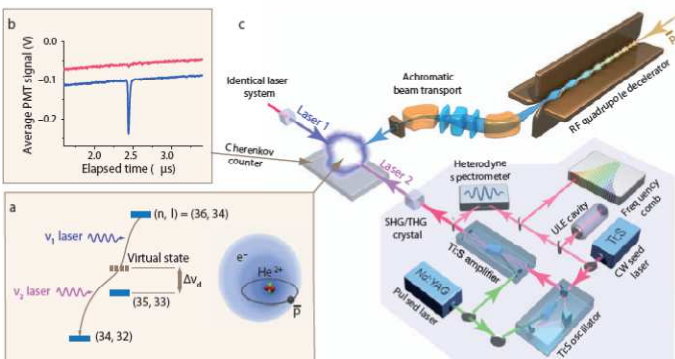 b
Average PMT signal (V)
0
−0.1
−0.2
2.0
2.5
3.0
Elapsed time ( μs)
a
(n, l) = (36, 34)
ν1 laser
Virtual state
ν2 laser
Δνd
(35, 33)
(34, 32)
e−
He2+
p̅
c
Identical laser
system
Laser 1
Cherenkov
counter
Laser 2
Achromatic
beam transport
RF quadrupole decelerator
Heterodyne
spectrometer
SHG/THG
crystal
ULE cavity
Frequency
comb
Ti:S
CW seed
laser
Ti:S amplifier
Nd:YAG
Pulsed laser
Ti:S oscillator